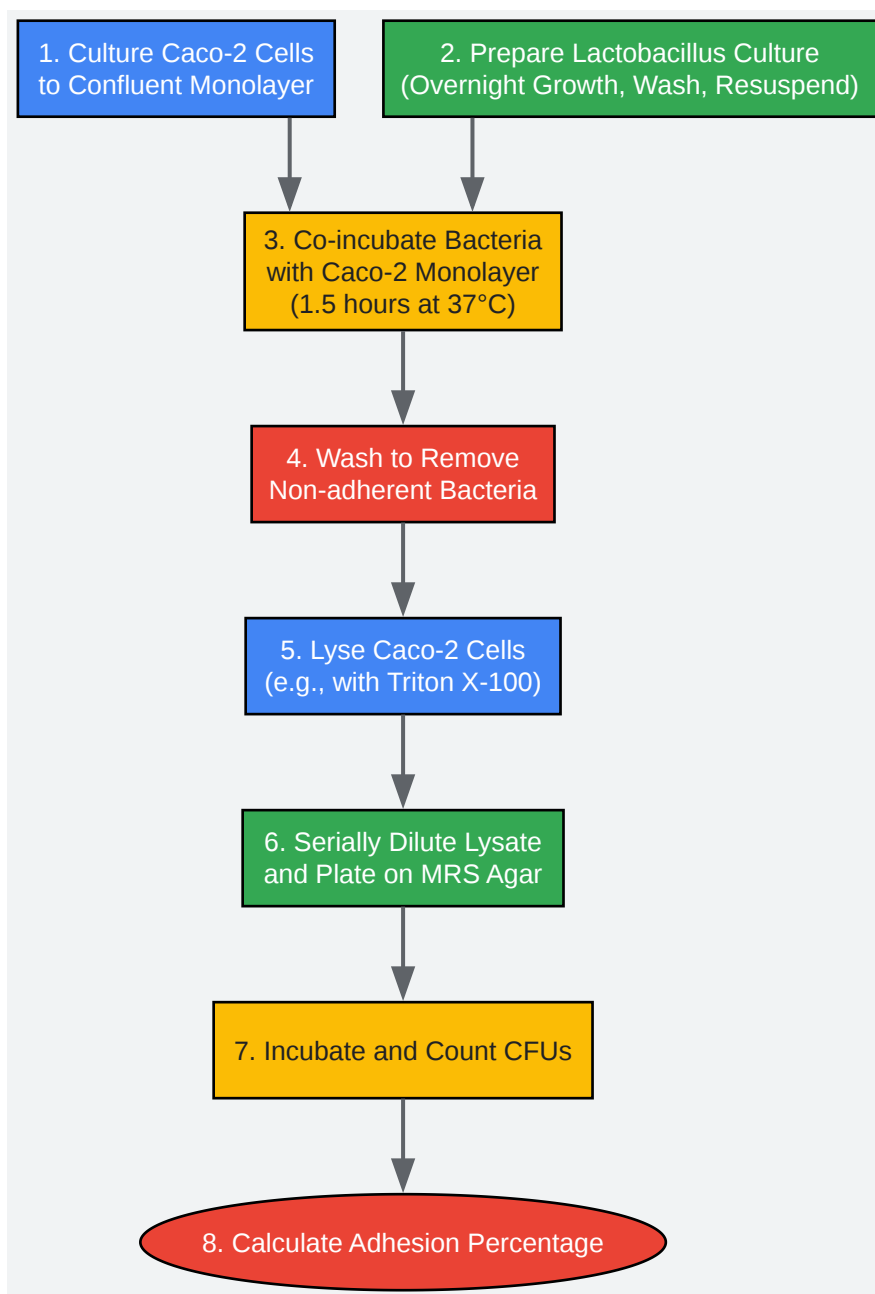 1. Culture Caco-2 Cells
to Confluent Monolayer
2. Prepare Lactobacillus Culture
(Overnight Growth, Wash, Resuspend)
3. Co-incubate Bacteria
with Caco-2 Monolayer
(1.5 hours at 37°C)
4. Wash to Remove
Non-adherent Bacteria
5. Lyse Caco-2 Cells
(e.g., with Triton X-100)
6. Serially Dilute Lysate
and Plate on MRS Agar
7. Incubate and Count CFUs
8. Calculate Adhesion Percentage